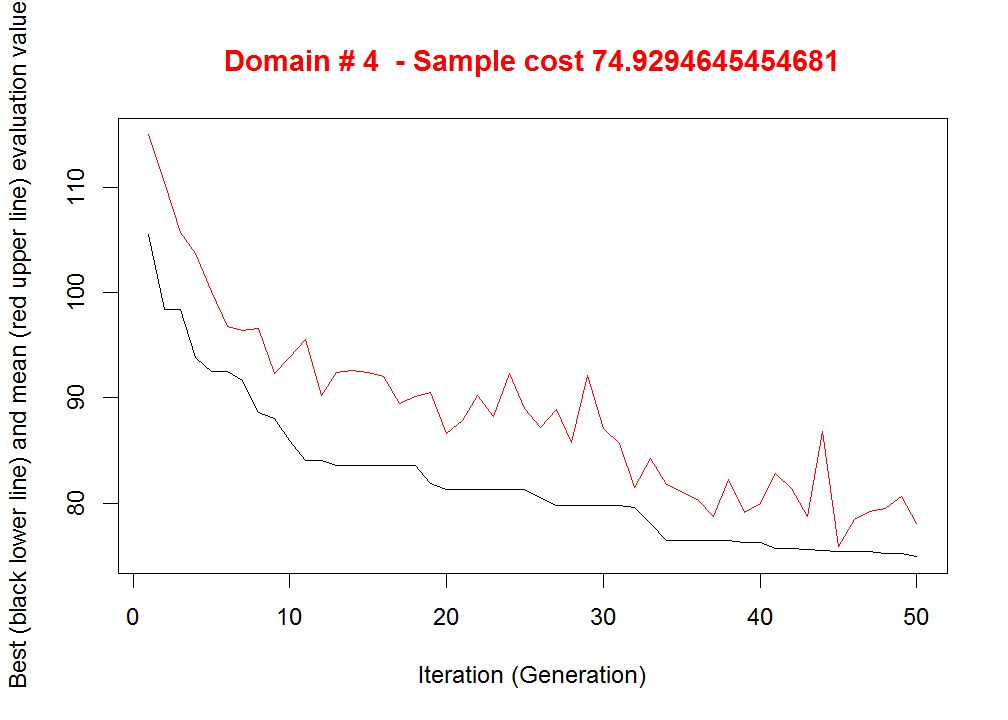 Domain # 4  - Sample cost 74.9294645454681
Best (black lower line) and mean (red upper line) evaluation value
110
100
90
80
0 10 20 30 40 50
Iteration (Generation)